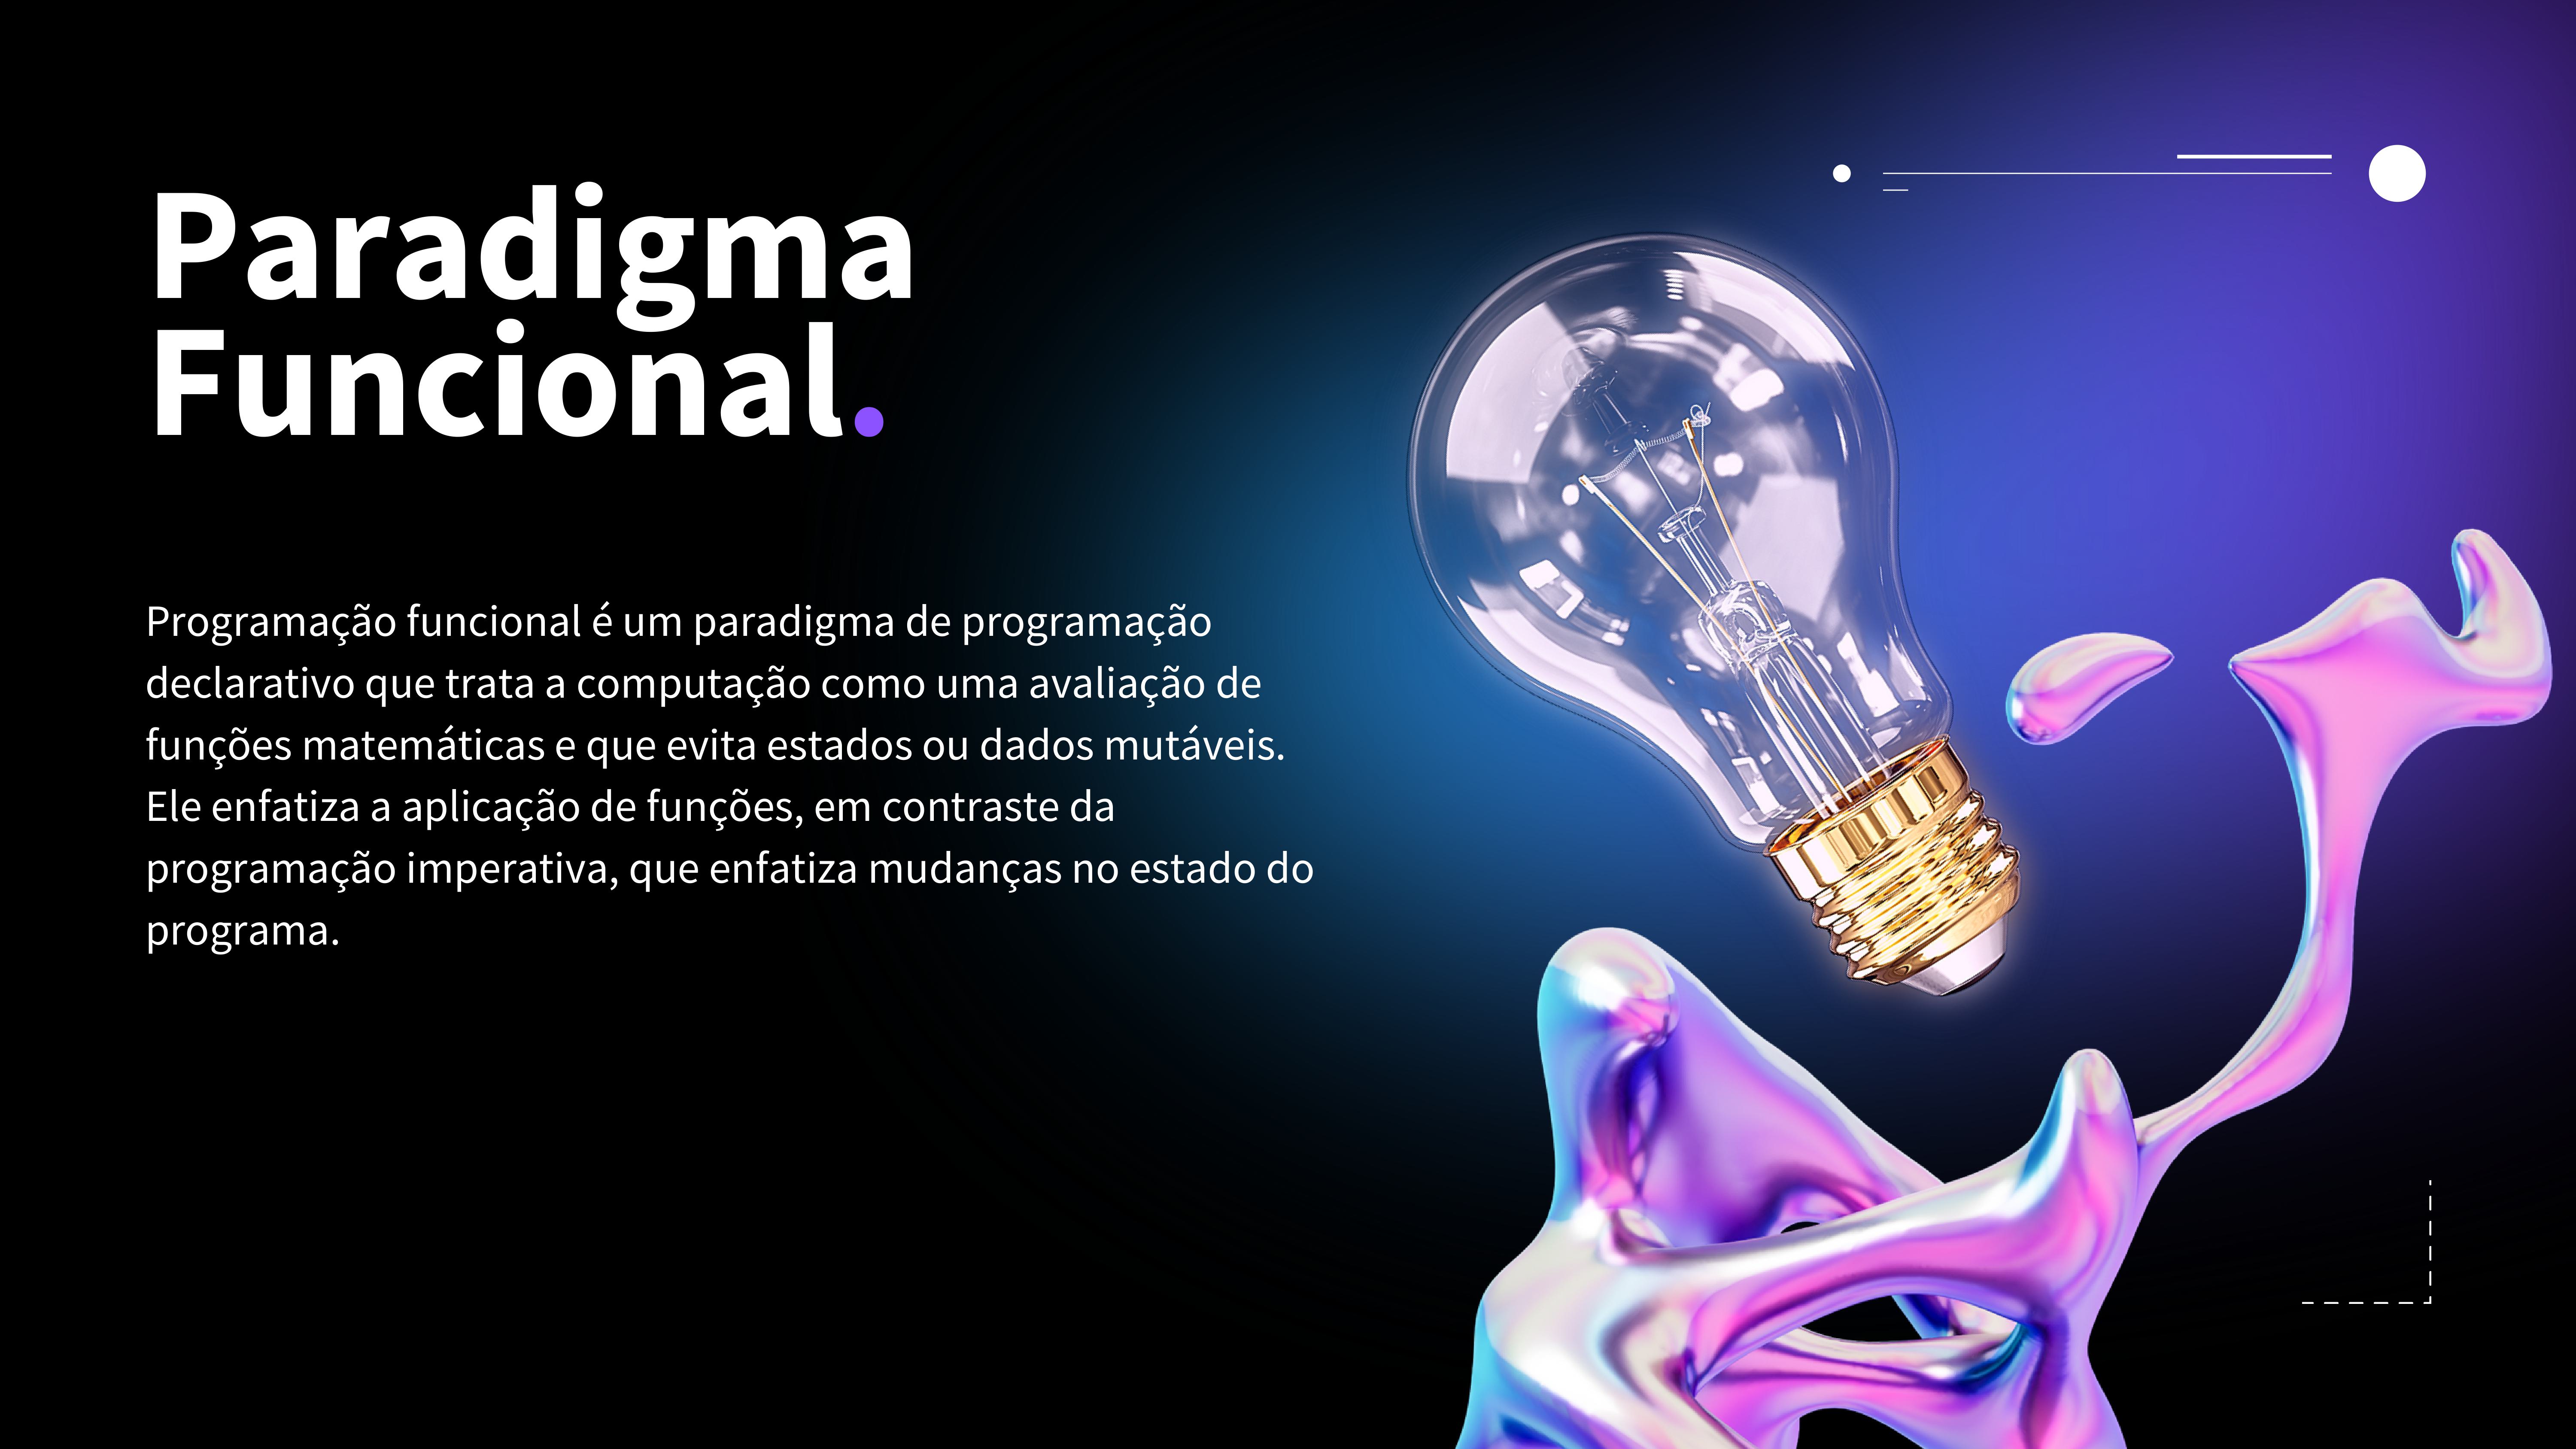 Paradigma
Funcional.
Programação funcional é um paradigma de programação
declarativo que trata a computação como uma avaliação de
funções matemáticas e que evita estados ou dados mutáveis.
Ele enfatiza a aplicação de funções, em contraste da
programação imperativa, que enfatiza mudanças no estado do
programa.